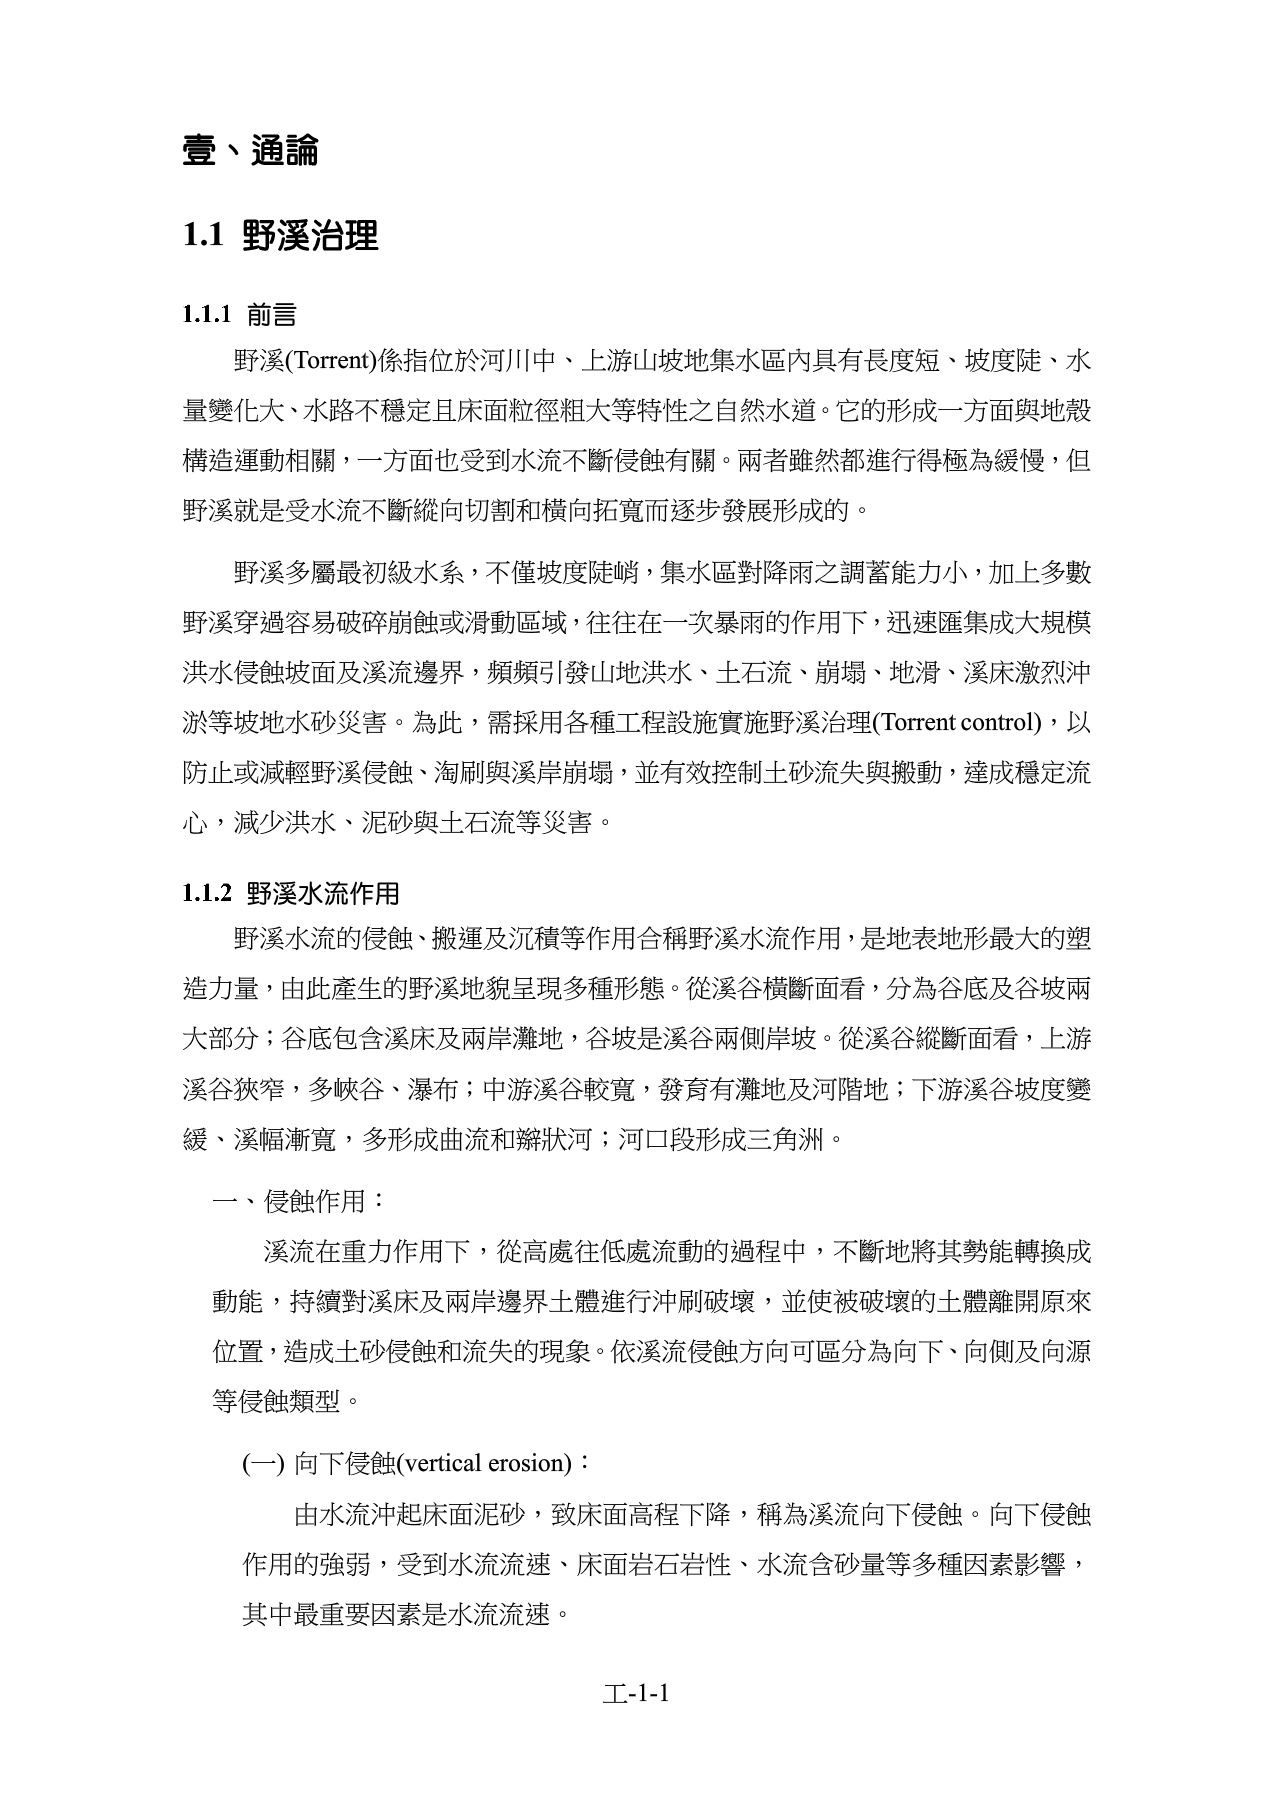 壹、通論
1.1 野溪治理
1.1.1 前言
野溪(Torrent)係指位於河川中、上游山坡地集水區內具有長度短、坡度陡、水
量變化大、水路不穩定且床面粒徑粗大等特性之自然水道。它的形成一方面與地殼
構造運動相關，一方面也受到水流不斷侵蝕有關。兩者雖然都進行得極為緩慢，但
野溪就是受水流不斷縱向切割和橫向拓寬而逐步發展形成的。
野溪多屬最初級水系，不僅坡度陡峭，集水區對降雨之調蓄能力小，加上多數
野溪穿過容易破碎崩蝕或滑動區域，往往在一次暴雨的作用下，迅速匯集成大規模
洪水侵蝕坡面及溪流邊界，頻頻引發山地洪水、土石流、崩塌、地滑、溪床激烈沖
淤等坡地水砂災害。為此，需採用各種工程設施實施野溪治理(Torrent control)，以
防止或減輕野溪侵蝕、淘刷與溪岸崩塌，並有效控制土砂流失與搬動，達成穩定流
心，減少洪水、泥砂與土石流等災害。
1.1.2 野溪水流作用
野溪水流的侵蝕、搬運及沉積等作用合稱野溪水流作用，是地表地形最大的塑
造力量，由此產生的野溪地貌呈現多種形態。從溪谷橫斷面看，分為谷底及谷坡兩
大部分；谷底包含溪床及兩岸灘地，谷坡是溪谷兩側岸坡。從溪谷縱斷面看，上游
溪谷狹窄，多峽谷、瀑布；中游溪谷較寬，發育有灘地及河階地；下游溪谷坡度變
緩、溪幅漸寬，多形成曲流和辮狀河；河口段形成三角洲。
一、侵蝕作用：
溪流在重力作用下，從高處往低處流動的過程中，不斷地將其勢能轉換成
動能，持續對溪床及兩岸邊界土體進行沖刷破壞，並使被破壞的土體離開原來
位置，造成土砂侵蝕和流失的現象。依溪流侵蝕方向可區分為向下、向側及向源
等侵蝕類型。
(一) 向下侵蝕(vertical erosion)：
由水流沖起床面泥砂，致床面高程下降，稱為溪流向下侵蝕。向下侵蝕
作用的強弱，受到水流流速、床面岩石岩性、水流含砂量等多種因素影響，
其中最重要因素是水流流速。
工-1-1